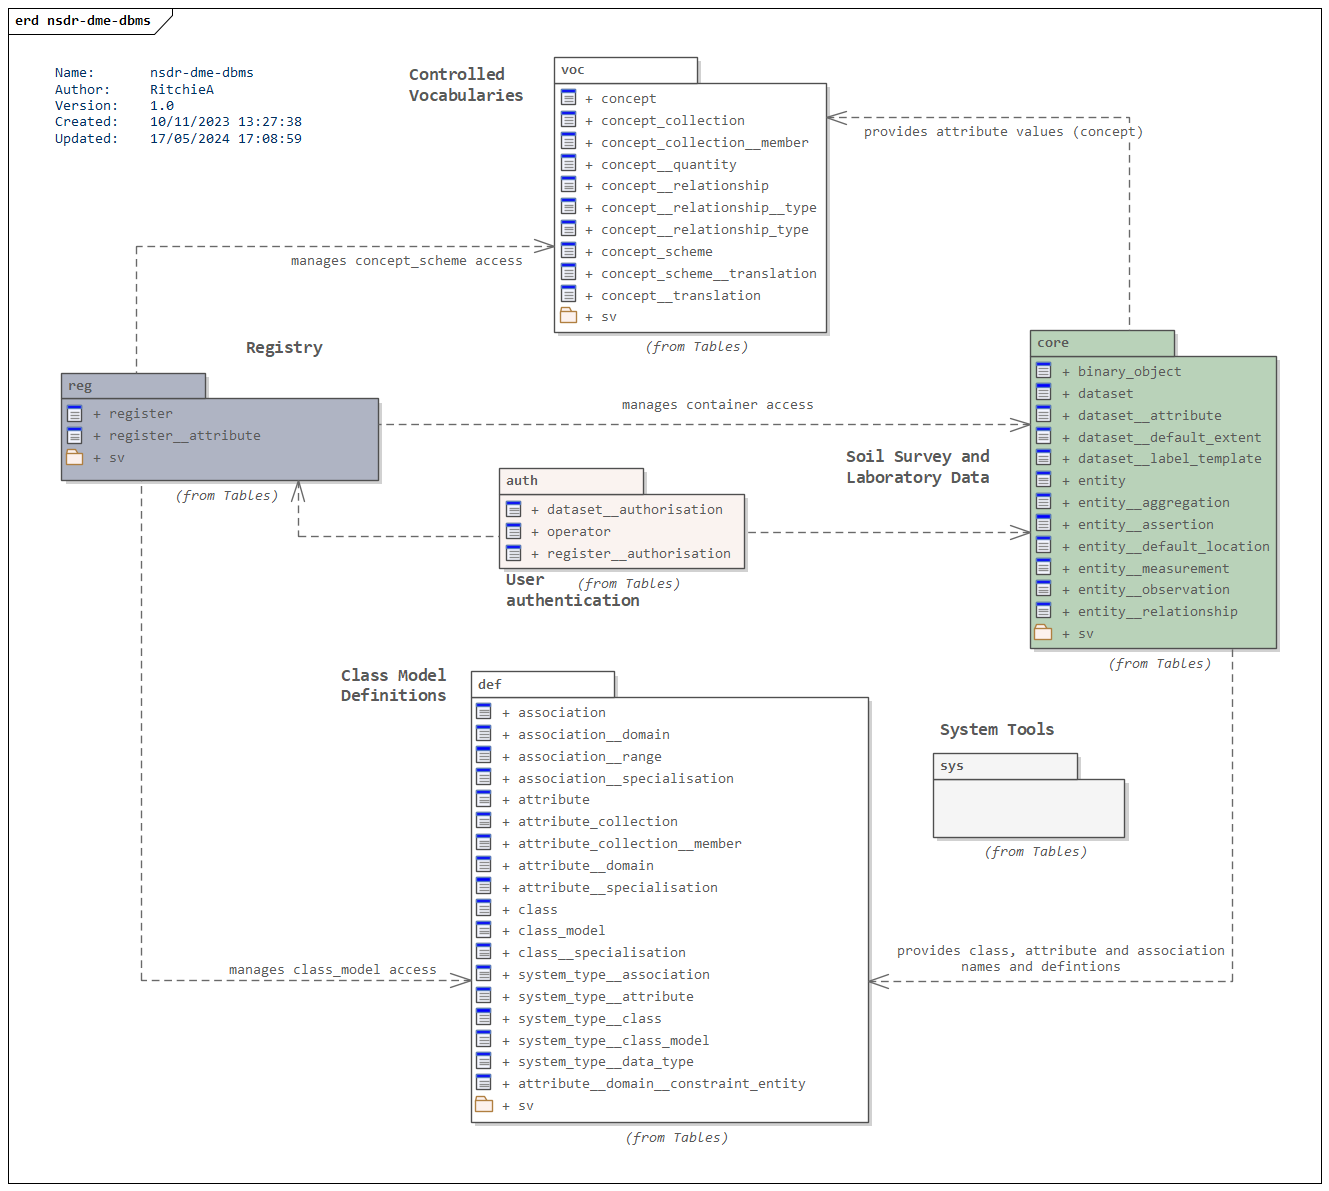 erd nsdr-dme-dbms
Name: nsdr-dme-dbms
Author: RitchieA
Version: 1.0
Created: 10/11/2023 13:27:38
Updated: 17/05/2024 17:08:59
Controlled
Vocabularies
voc
+ concept
+ concept_collection
+ concept_collection__member
+ concept__quantity
+ concept__relationship
+ concept__relationship__type
+ concept__relationship_type
+ concept_scheme
+ concept_scheme__translation
+ concept__translation
+ sv
(from Tables)
provides attribute values (concept)
manages concept_scheme access
Registry
reg
+ register
+ register__attribute
+ sv
(from Tables)
manages container access
Soil Survey and
Laboratory Data
core
+ binary_object
+ dataset
+ dataset__attribute
+ dataset__default_extent
+ dataset__label_template
+ entity
+ entity__aggregation
+ entity__assertion
+ entity__default_location
+ entity__measurement
+ entity__observation
+ entity__relationship
+ sv
(from Tables)
auth
+ dataset__authorisation
+ operator
+ register__authorisation
(from Tables)
User
authentication
Class Model
Definitions
def
+ association
+ association__domain
+ association__range
+ association__specialisation
+ attribute
+ attribute_collection
+ attribute_collection__member
+ attribute__domain
+ attribute__specialisation
+ class
+ class_model
+ class__specialisation
+ system_type__association
+ system_type__attribute
+ system_type__class
+ system_type__class_model
+ system_type__data_type
+ attribute__domain__constraint_entity
+ sv
(from Tables)
System Tools
sys
(from Tables)
manages class_model access
provides class, attribute and association
names and defintions